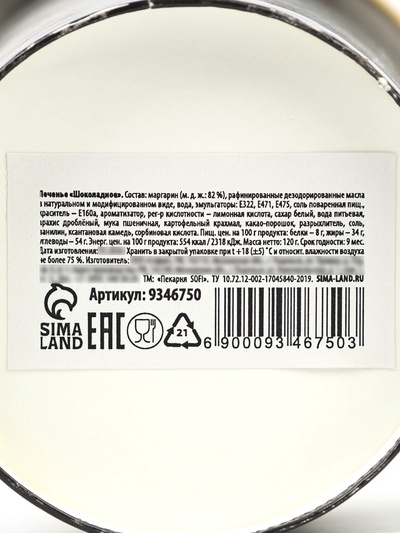 Печенье «Шоколадное». Состав: маргарин (м. д. ж.: 82 %), рафинированные дезодорированные масла
в натуральном и модифицированном виде, вода, эмульгаторы: Е322, Е471, Е475, соль поваренная пищ.,
краситель – Е160а, ароматизатор, рег-р кислотности – лимонная кислота, сахар белый, вода питьевая,
арахис дроблёный, мука пшеничная, картофельный крахмал, какао-порошок, разрыхлитель, соль,
ванилин, ксантановая камедь, сорбиновая кислота. Пищ. цен. на 100 г продукта: белки – 8 г, жиры – 34 г,
углеводы – 54 г. Энерг. цен. на 100 г продукта: 554 ккал / 2318 кДж. Масса нетто: 120 г. Срок годности: 9 мес.
Дата изготовления: Хранить в закрытой упаковке при t +18 (±5) °С и относит. влажности воздуха
не более 75 %. Изготовитель:
ТМ: «Пекарня SOFI». ТУ 10.72.12-002-17045840-2019. SIMA-LAND.RU
Артикул: 9346750
SIMA
LAND
EAC
21
6 900093 467503